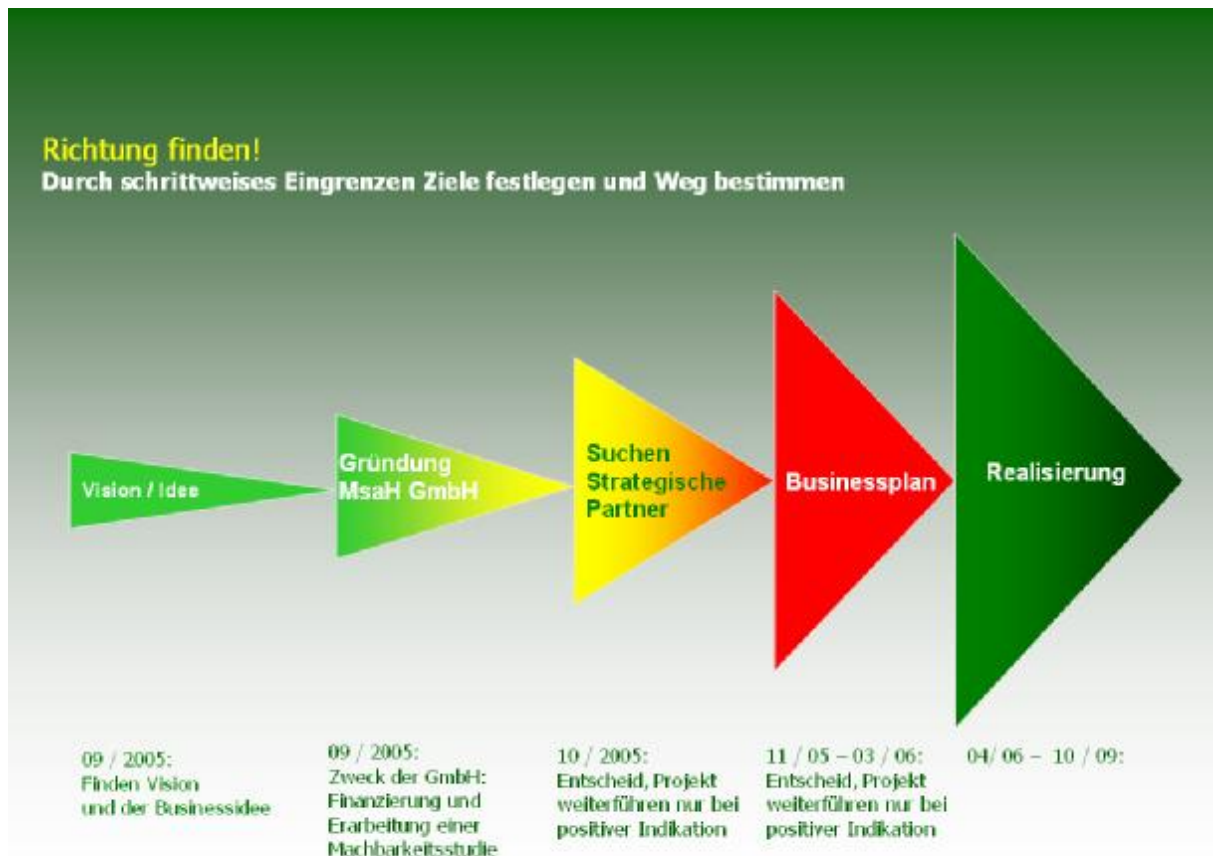 Richtung finden!
Durch schrittweises Eingrenzen Ziele festlegen und Weg bestimmen
Vision / Idee
Gründung
MsaH GmbH
Suchen
Strategische
Partner
Businessplan
Realisierung
09 / 2005:
Finden Vision
und der Businessidee
09 / 2005:
Zweck der GmbH:
Finanzierung und
Erarbeitung einer
Machbarkeitsstudie
10 / 2005:
Entscheid, Projekt
weiterführen nur bei
positiver Indikation
11 / 05 – 03 / 06:
Entscheid, Projekt
weiterführen nur bei
positiver Indikation
04/ 06 – 10 / 09: